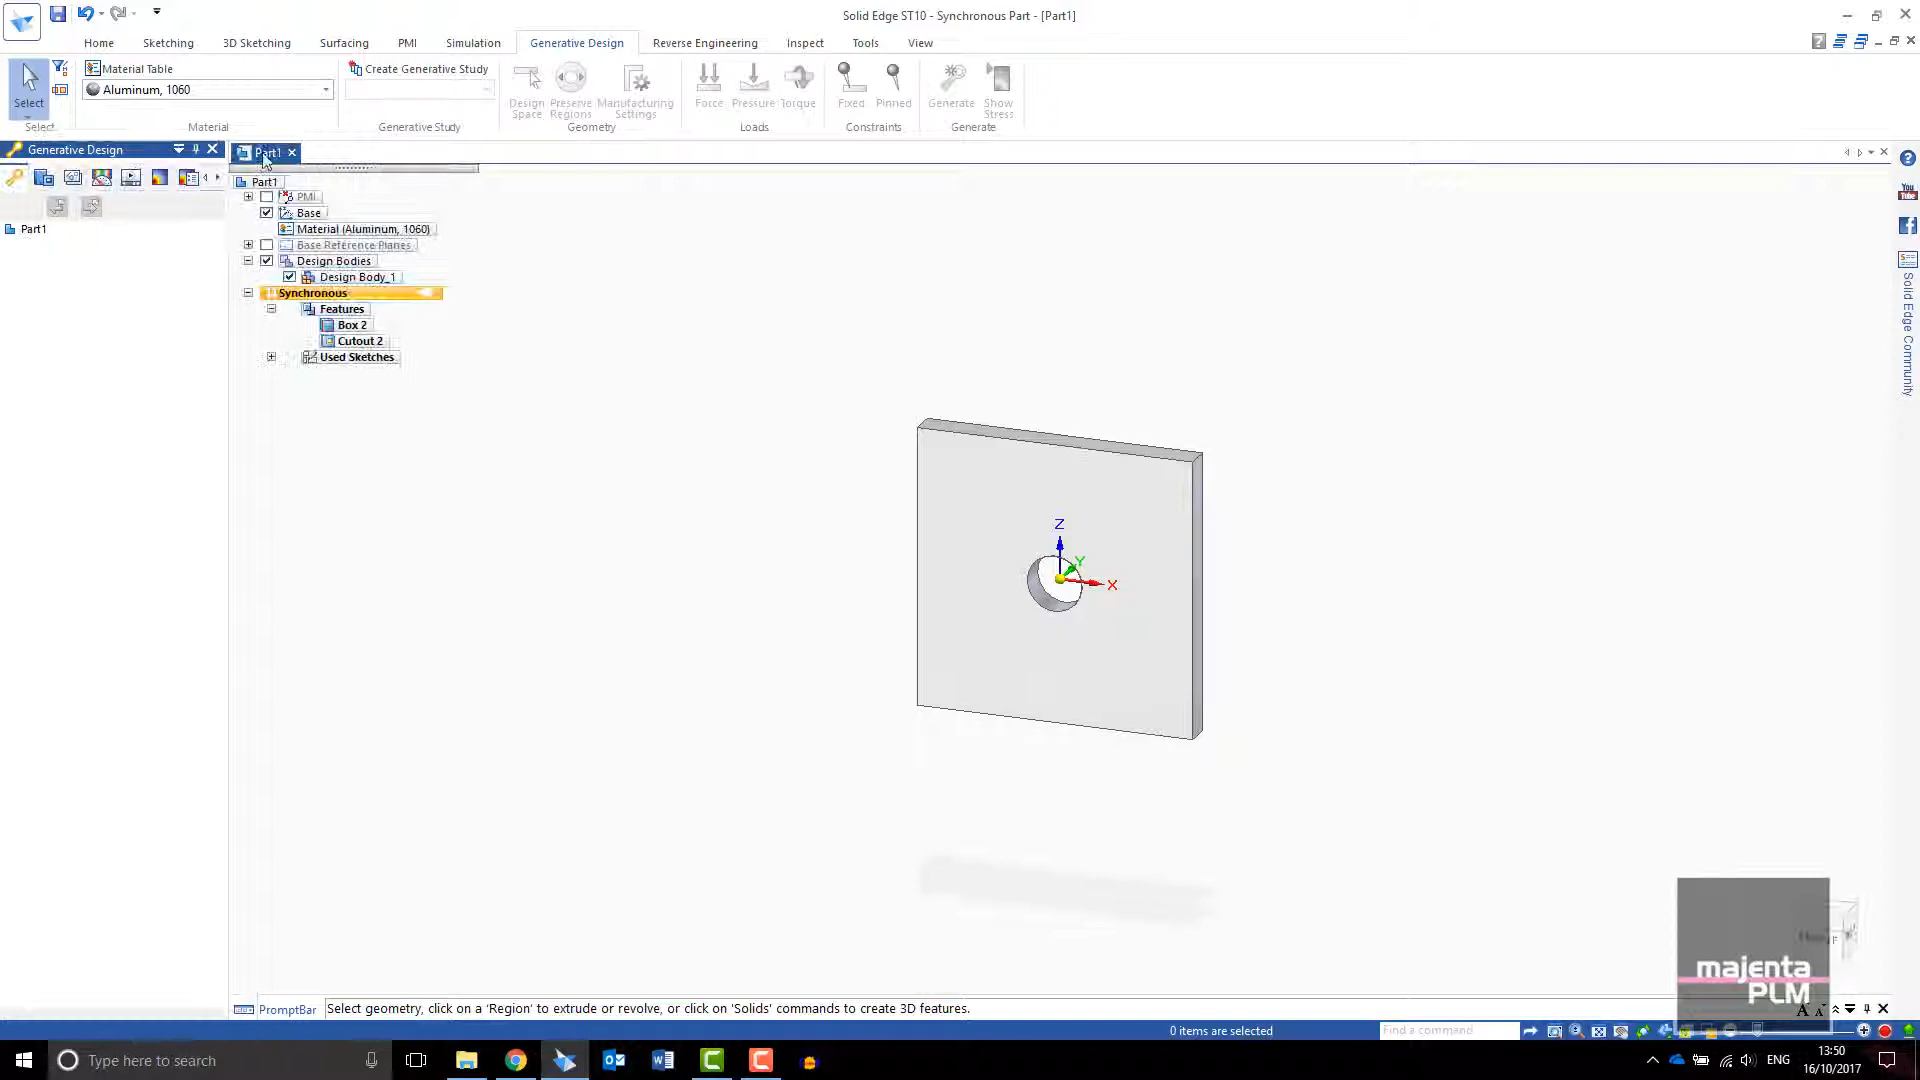 Solid Edge ST10 - Synchronous Part - [Part1]
Home Sketching 3D Sketching Surfacing PMI Simulation Generative Design Reverse Engineering Inspect Tools View
Material Table
Aluminum, 1060
Create Generative Study
Select
Design Space
Preserve Regions
Manufacturing Settings
Force
Pressure
Torque
Fixed
Pinned
Generate
Show Stress
Select Material Generative Study Geometry Loads Constraints Generate
Generative Design
Part1
Part1
Part1
PMI
Base
Material (Aluminum, 1060)
Base Reference Planes
Design Bodies
Design Body_1
Synchronous
Features
Box 2
Cutout 2
Used Sketches
Z
Y
X
You
Tube
Solid Edge Community
majenta
PLM
PromptBar
Select geometry, click on a 'Region' to extrude or revolve, or click on 'Solids' commands to create 3D features.
0 items are selected
Find a command
Type here to search
ENG
13:50
16/10/2017